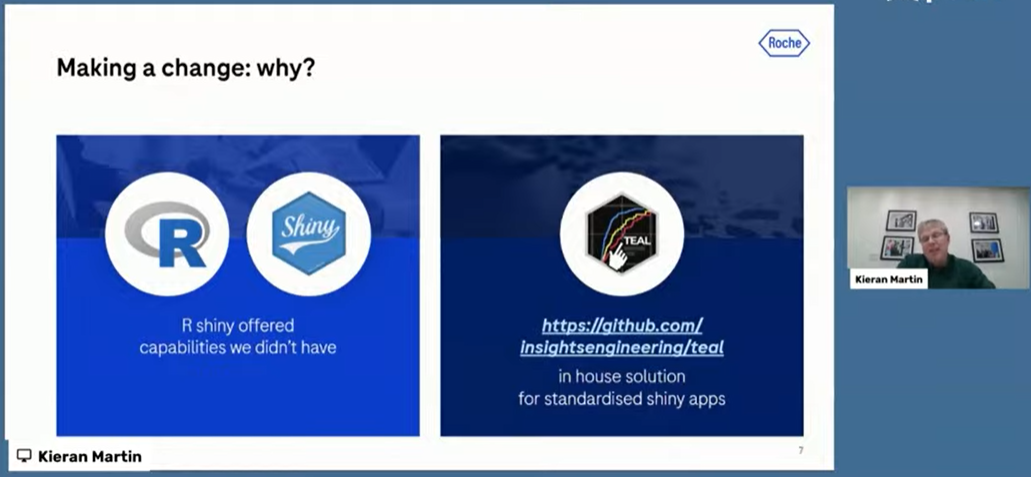 Roche
Making a change: why?
R
Shiny
R shiny offered
capabilities we didn't have
TEAL
https://github.com/
insightsengineering/teal
in house solution
for standardised shiny apps
7
Kieran Martin
Kieran Martin